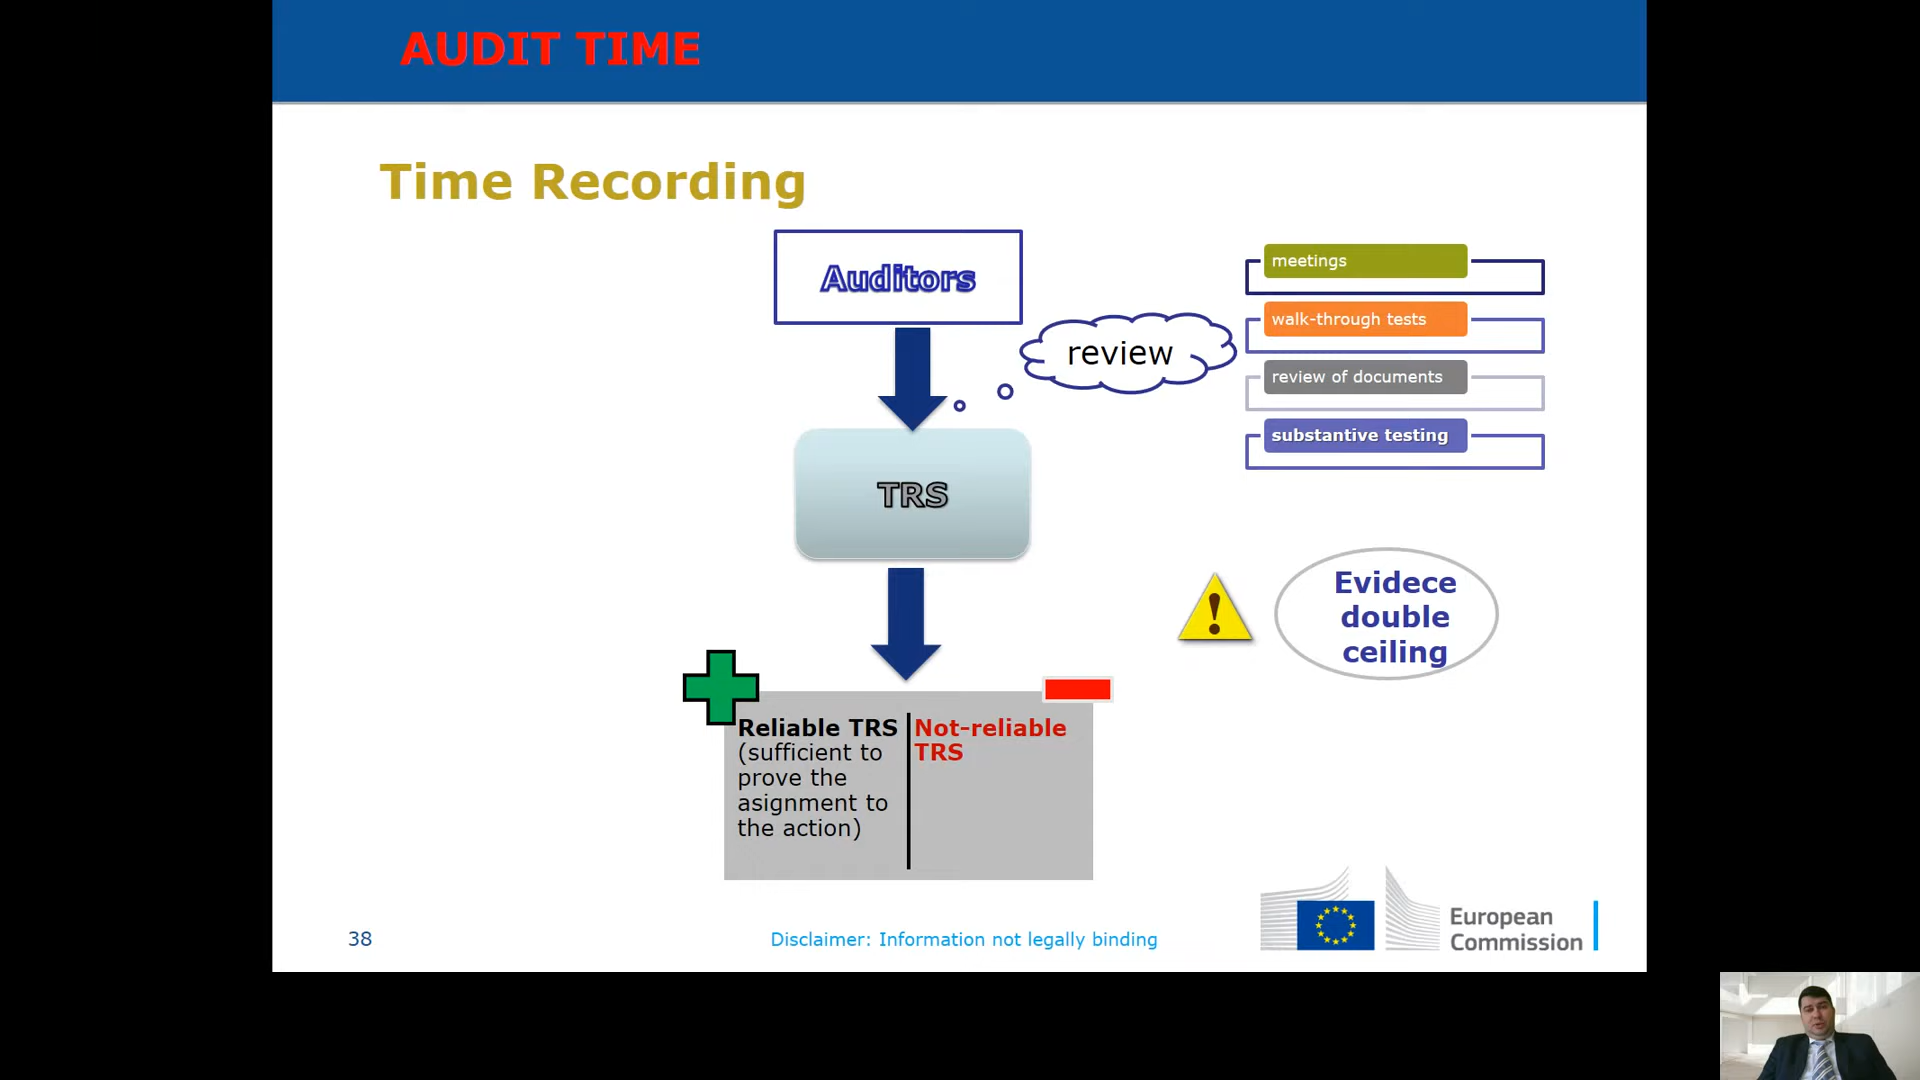 AUDIT TIME
Time Recording
Auditors
review
meetings
walk-through tests
review of documents
substantive testing
TRS
Evidece
double
ceiling
Reliable TRS
(sufficient to
prove the
asignment to
the action)
Not-reliable
TRS
38
Disclaimer: Information not legally binding
European
Commission